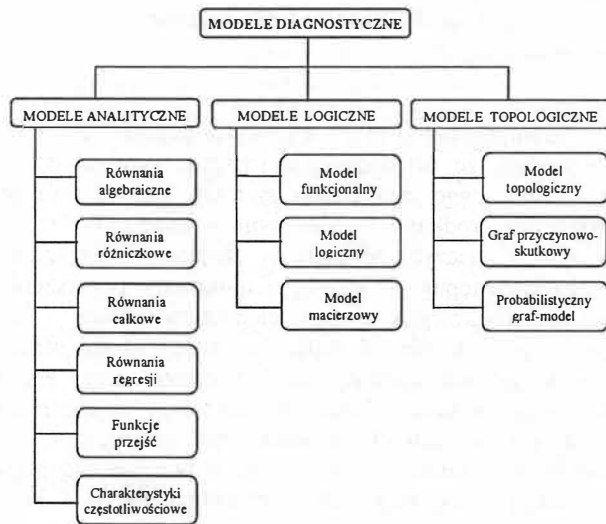 MODELE DIAGNOSTYCZNE
MODELE ANALITYCZNE
Równania
algebraiczne
Równania
różniczkowe
Równania
całkowe
Równania
regresji
Funkcje
przejść
Charakterystyki
częstotliwościowe
MODELE LOGICZNE
Model
funkcjonalny
Model
logiczny
Model
macierzowy
MODELE TOPOLOGICZNE
Model
topologiczny
Graf przyczynowo-
skutkowy
Probabilistyczny
graf-model